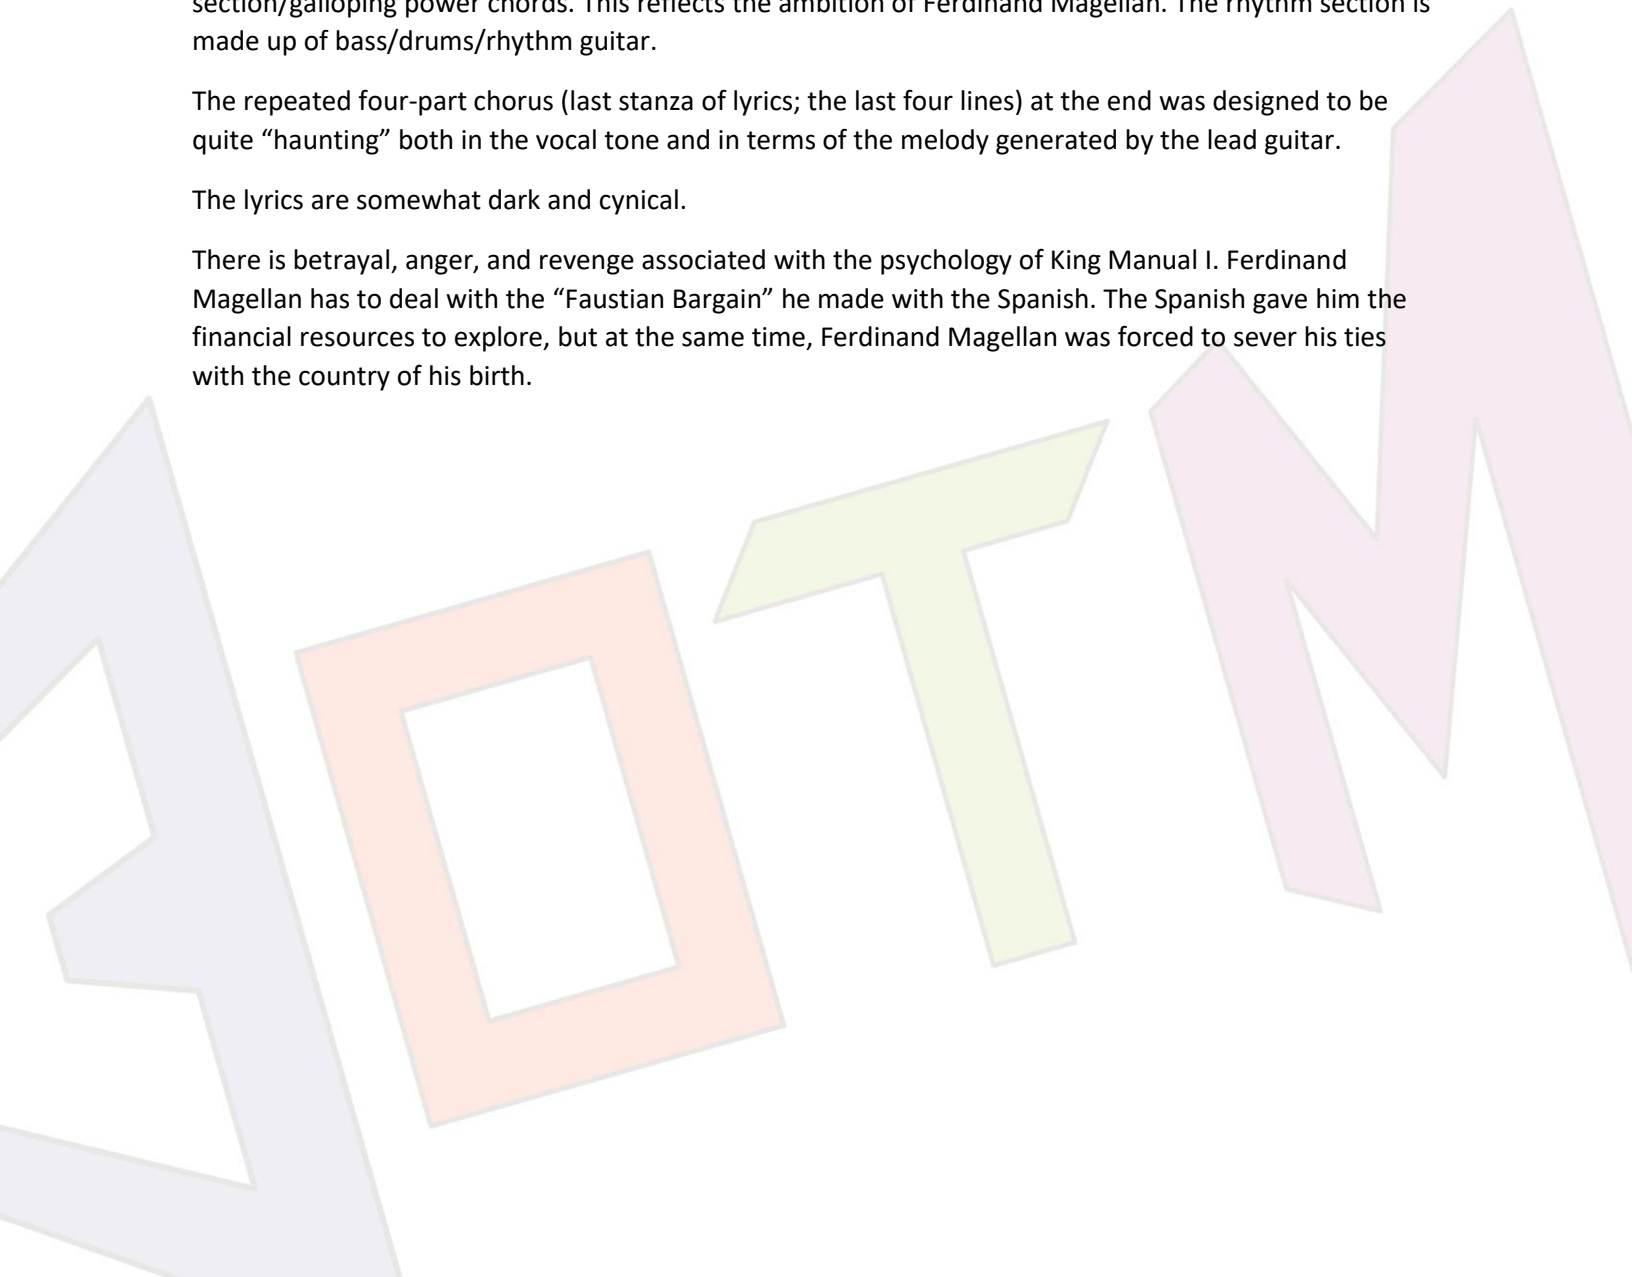 section/galloping power chords. This reflects the ambition of Ferdinand Magellan. The rhythm section is
made up of bass/drums/rhythm guitar.
The repeated four-part chorus (last stanza of lyrics; the last four lines) at the end was designed to be
quite “haunting” both in the vocal tone and in terms of the melody generated by the lead guitar.
The lyrics are somewhat dark and cynical.
There is betrayal, anger, and revenge associated with the psychology of King Manual I. Ferdinand
Magellan has to deal with the “Faustian Bargain” he made with the Spanish. The Spanish gave him the
financial resources to explore, but at the same time, Ferdinand Magellan was forced to sever his ties
with the country of his birth.
OTM